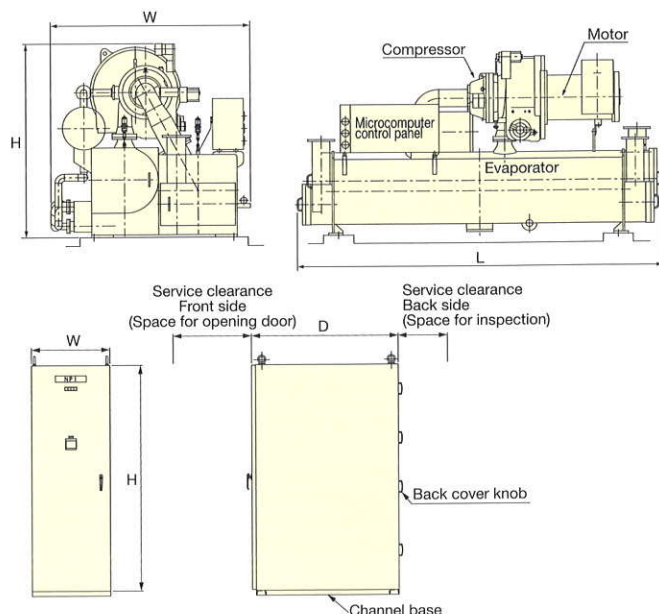 W
H
Compressor
Motor
Microcomputer
control panel
Evaporator
L
Service clearance
Front side
(Space for opening door)
Service clearance
Back side
(Space for inspection)
W
D
NPI
H
Back cover knob
Channel base